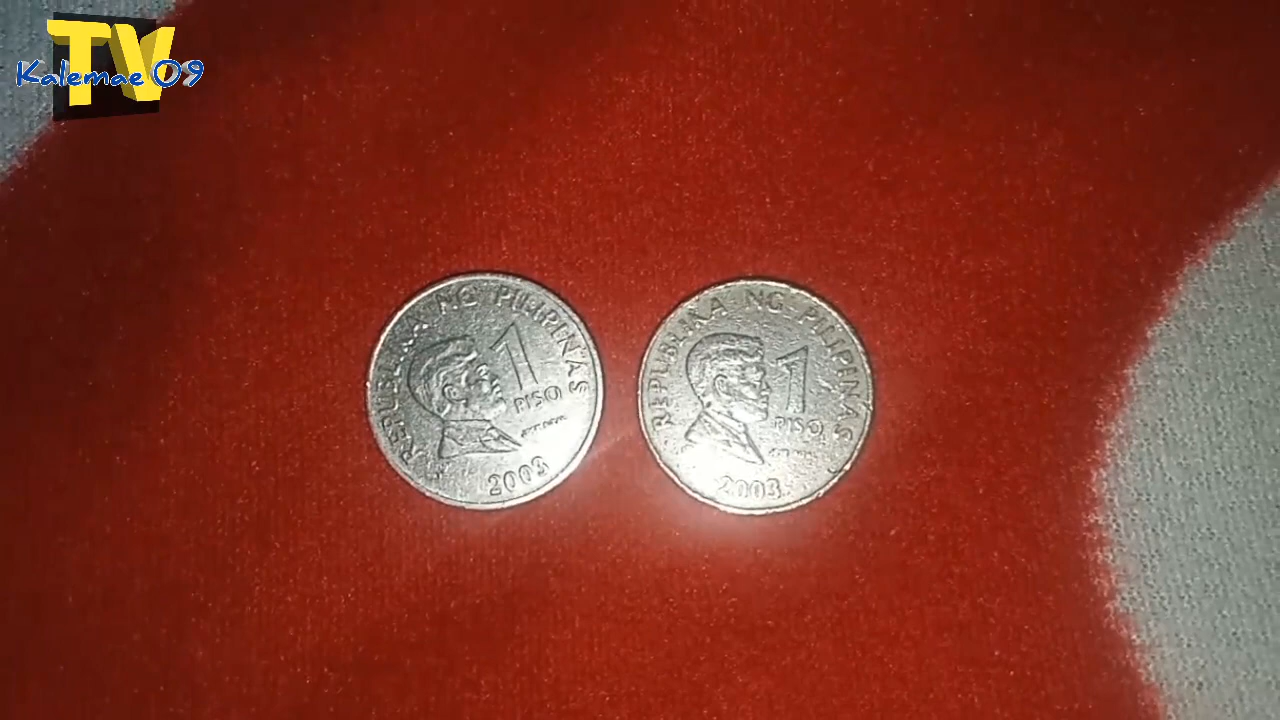 TV
Kalemae 09
REPUBLIKA NG PILIPINAS
1
PISO
2003
REPUBLIKA NG PILIPINAS
1
PISO
2003